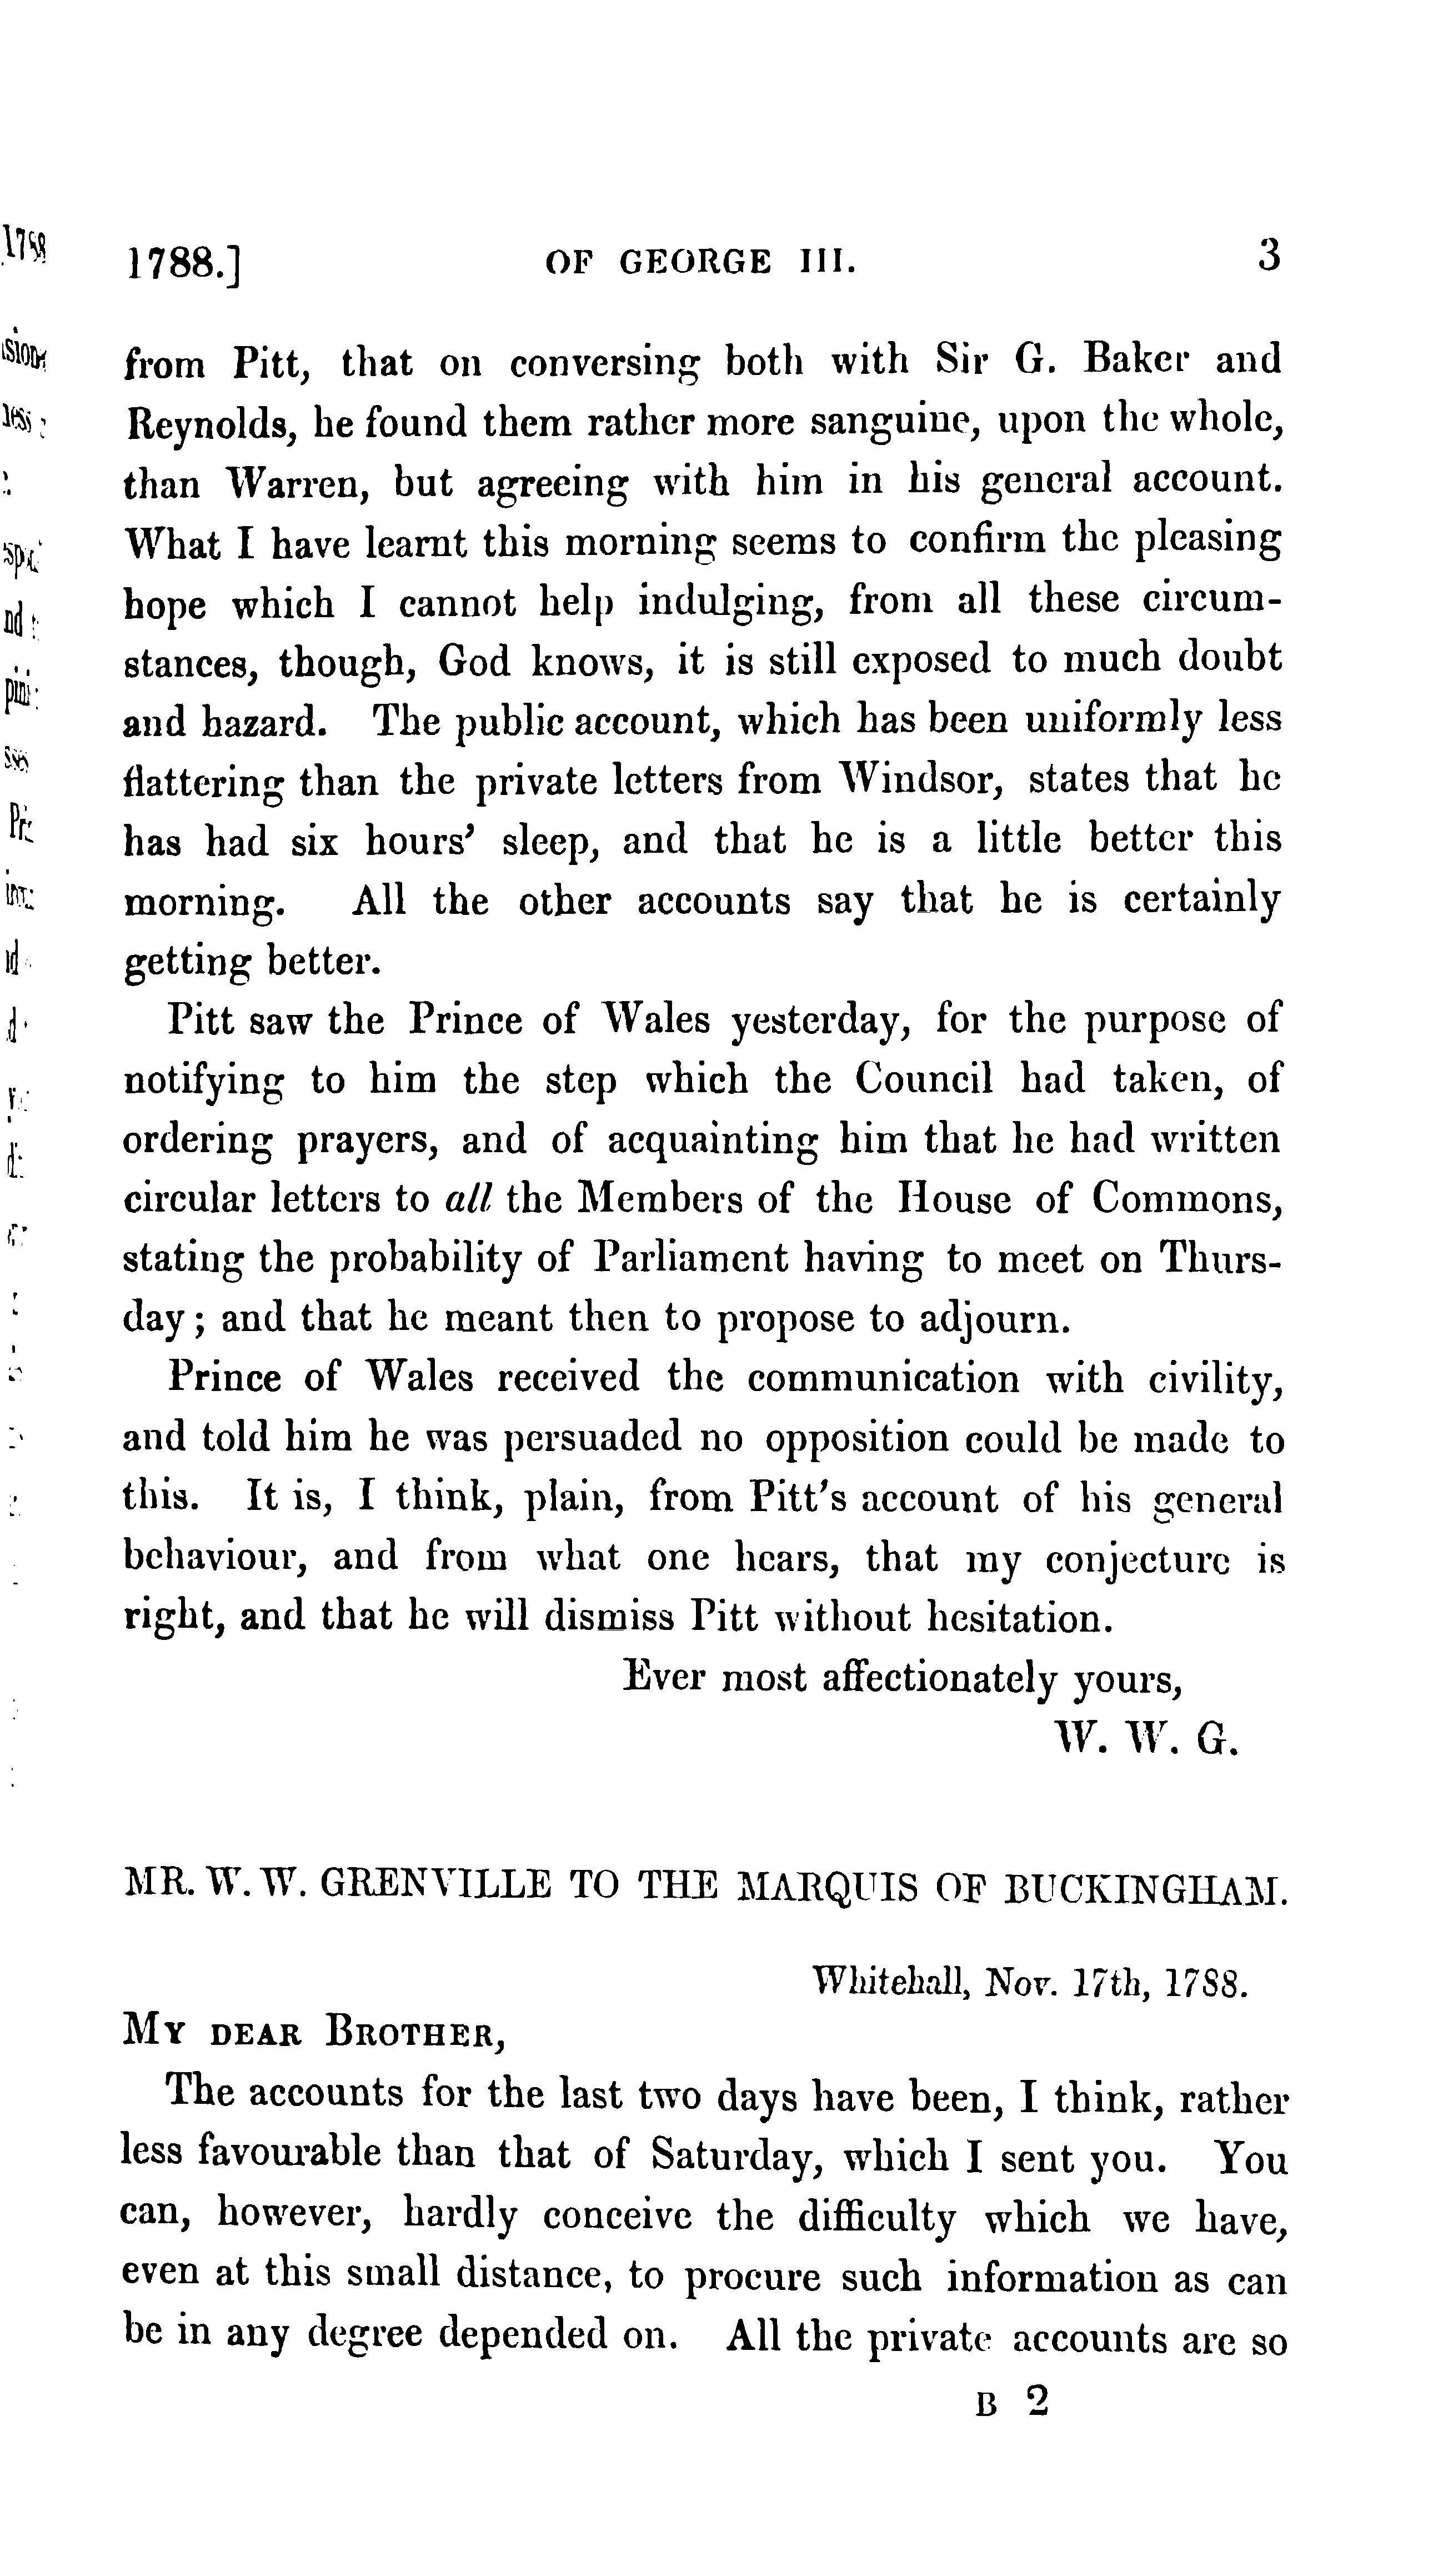 1788.] OF GEORGE III. 3
from Pitt, that on conversing both with Sir G. Baker and
Reynolds, he found them rather more sanguine, upon the whole,
than Warren, but agreeing with him in his general account.
What I have learnt this morning seems to confirm the pleasing
hope which I cannot help indulging, from all these circum-
stances, though, God knows, it is still exposed to much doubt
and hazard. The public account, which has been uniformly less
flattering than the private letters from Windsor, states that he
has had six hours' sleep, and that he is a little better this
morning. All the other accounts say that he is certainly
getting better.
Pitt saw the Prince of Wales yesterday, for the purpose of
notifying to him the step which the Council had taken, of
ordering prayers, and of acquainting him that he had written
circular letters to all the Members of the House of Commons,
stating the probability of Parliament having to meet on Thurs-
day; and that he meant then to propose to adjourn.
Prince of Wales received the communication with civility,
and told him he was persuaded no opposition could be made to
this. It is, I think, plain, from Pitt's account of his general
behaviour, and from what one hears, that my conjecture is
right, and that he will dismiss Pitt without hesitation.
Ever most affectionately yours,
W. W. G.
MR. W. W. GRENVILLE TO THE MARQUIS OF BUCKINGHAM.
Whitehall, Nov. 17th, 1788.
MY DEAR BROTHER,
The accounts for the last two days have been, I think, rather
less favourable than that of Saturday, which I sent you. You
can, however, hardly conceive the difficulty which we have,
even at this small distance, to procure such information as can
be in any degree depended on. All the private accounts are so
B 2